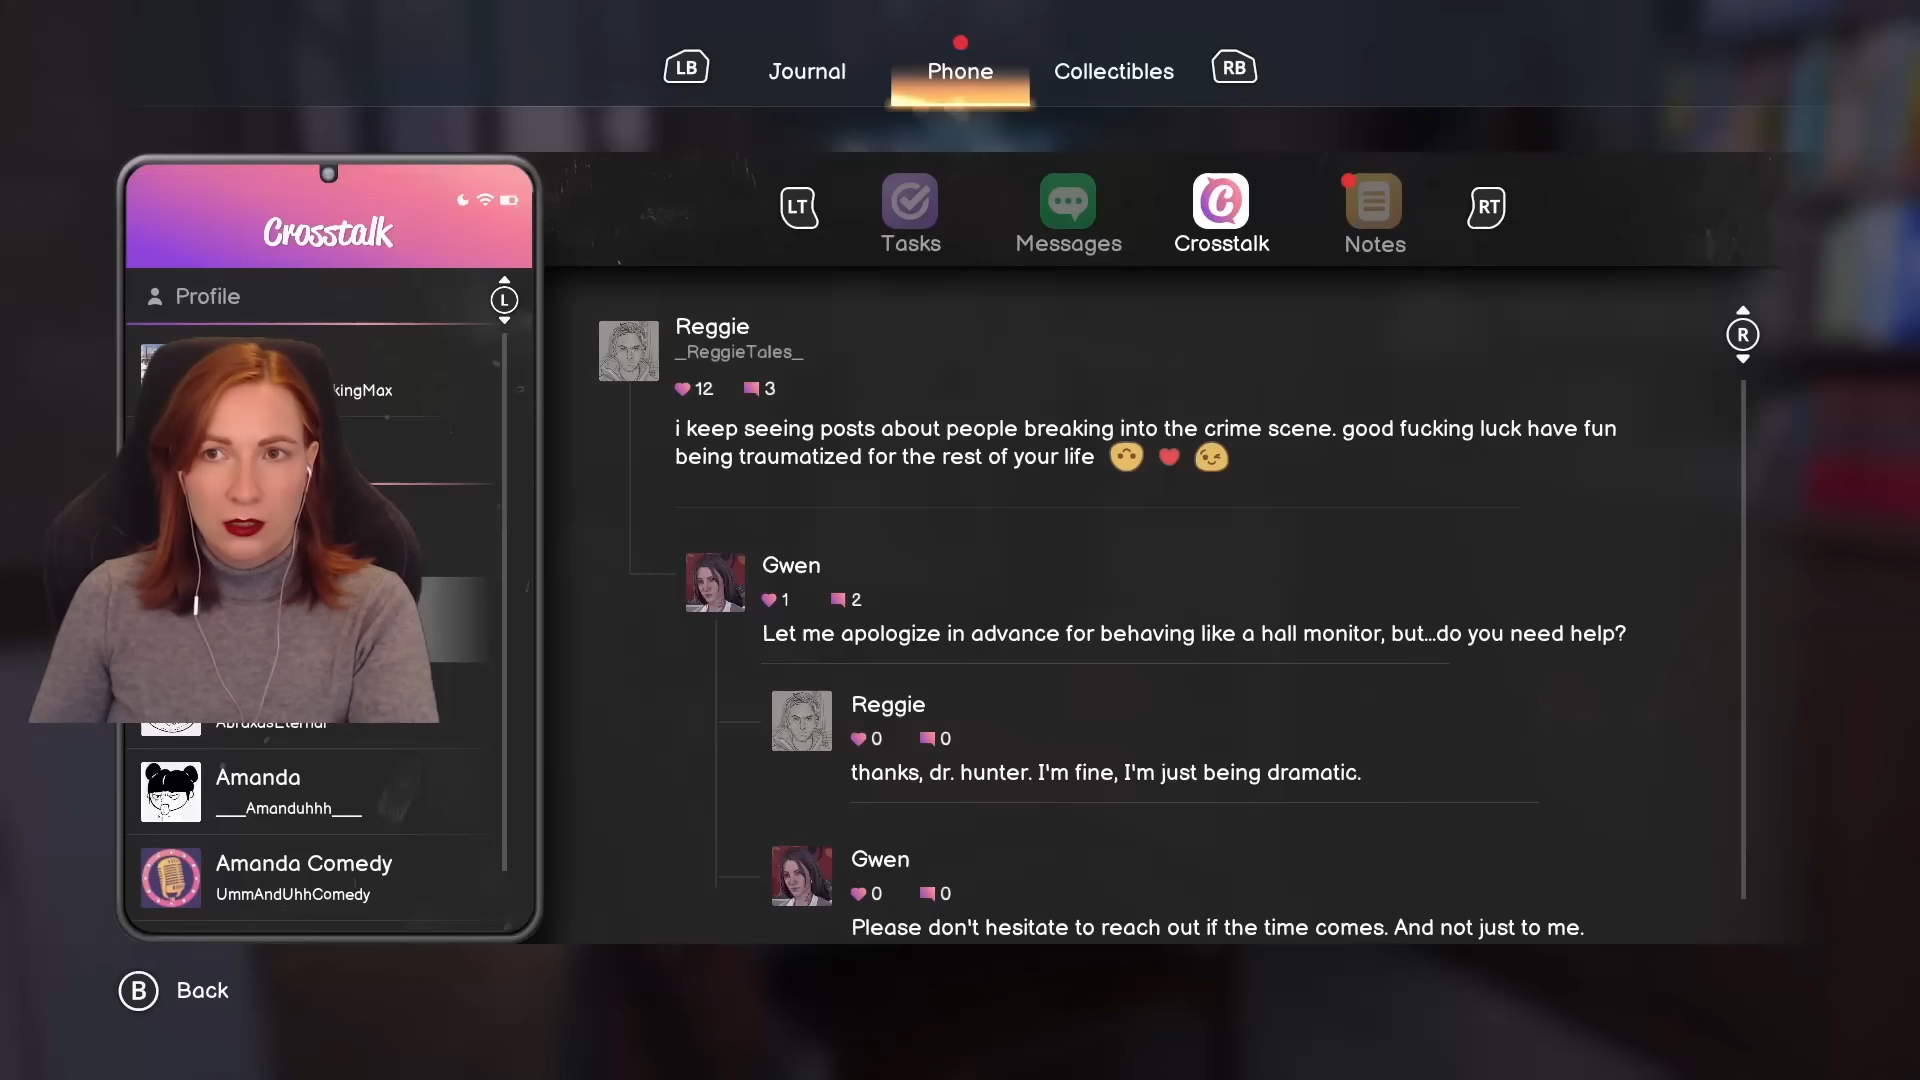 LB Journal Phone Collectibles RB
LT Tasks Messages Crosstalk Notes RT
Crosstalk
Profile
L
kingMax
AbraxasEternal
Amanda
____Amanduhhh____
Amanda Comedy
UmmAndUhhComedy
R
Reggie
_ReggieTales_
12 3
i keep seeing posts about people breaking into the crime scene. good fucking luck have fun
being traumatized for the rest of your life
Gwen
1 2
Let me apologize in advance for behaving like a hall monitor, but...do you need help?
Reggie
0 0
thanks, dr. hunter. I'm fine, I'm just being dramatic.
Gwen
0 0
Please don't hesitate to reach out if the time comes. And not just to me.
B Back